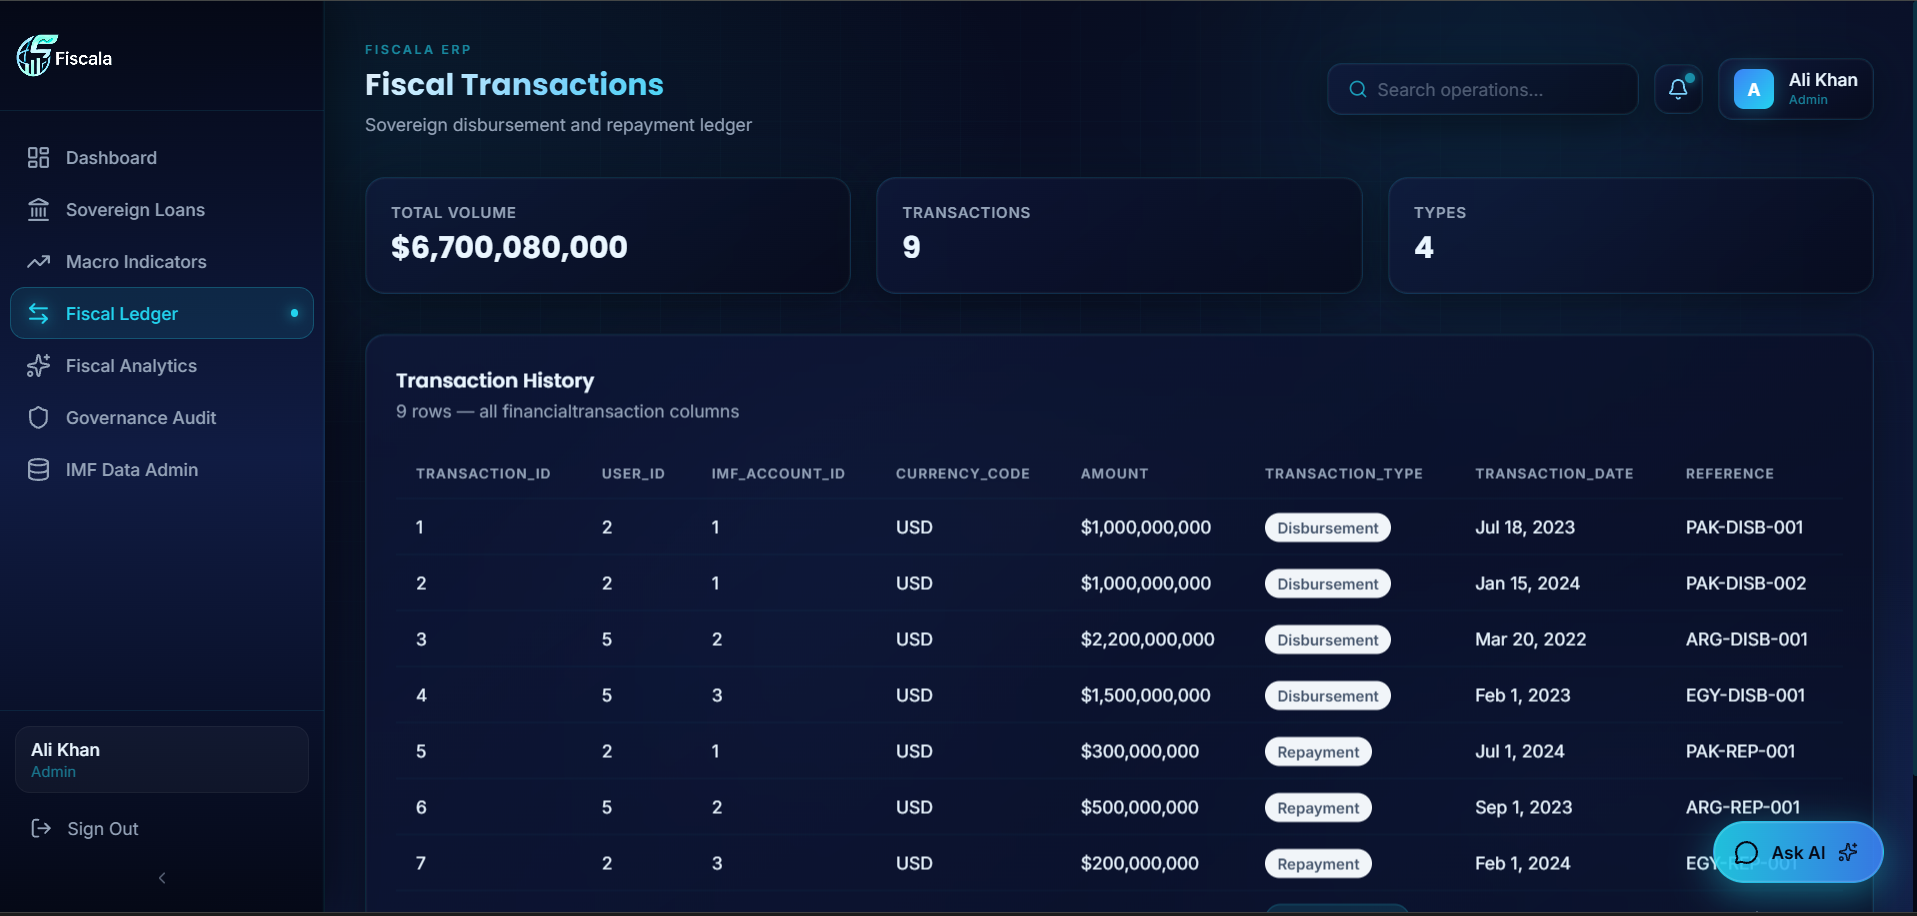 Fiscala
Dashboard
Sovereign Loans
Macro Indicators
Fiscal Ledger
Fiscal Analytics
Governance Audit
IMF Data Admin
Ali Khan
Admin
Sign Out
FISCALA ERP
Fiscal Transactions
Sovereign disbursement and repayment ledger
Search operations...
A
Ali Khan
Admin
TOTAL VOLUME
$6,700,080,000
TRANSACTIONS
9
TYPES
4
Transaction History
9 rows — all financialtransaction columns
TRANSACTION_ID USER_ID IMF_ACCOUNT_ID CURRENCY_CODE AMOUNT TRANSACTION_TYPE TRANSACTION_DATE REFERENCE
1 2 1 USD $1,000,000,000 Disbursement Jul 18, 2023 PAK-DISB-001
2 2 1 USD $1,000,000,000 Disbursement Jan 15, 2024 PAK-DISB-002
3 5 2 USD $2,200,000,000 Disbursement Mar 20, 2022 ARG-DISB-001
4 5 3 USD $1,500,000,000 Disbursement Feb 1, 2023 EGY-DISB-001
5 2 1 USD $300,000,000 Repayment Jul 1, 2024 PAK-REP-001
6 5 2 USD $500,000,000 Repayment Sep 1, 2023 ARG-REP-001
7 2 3 USD $200,000,000 Repayment Feb 1, 2024 EGY-REP-001
Ask AI